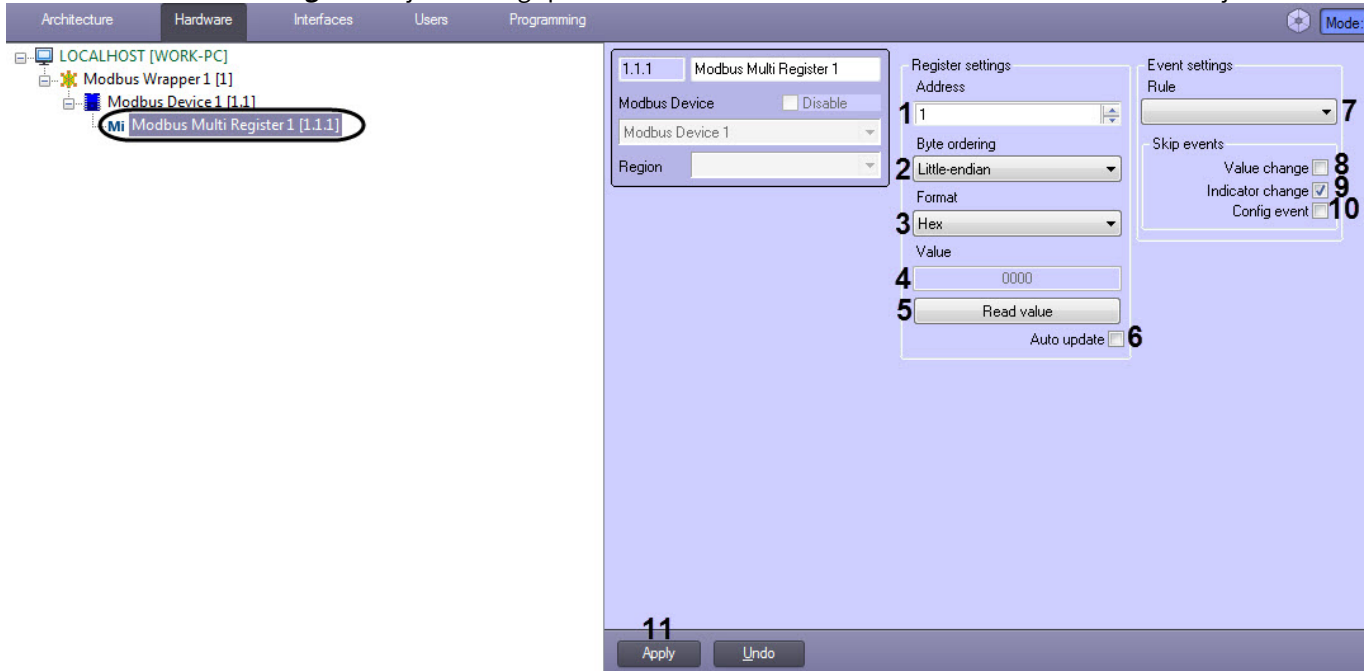 Architecture Hardware Interfaces Users Programming Mode:
LOCALHOST [WORK-PC]
Modbus Wrapper 1 [1]
Modbus Device 1 [1.1]
Mi Modbus Multi Register 1 [1.1.1]
1.1.1 Modbus Multi Register 1
Modbus Device Disable
Modbus Device 1
Region
Register settings
Address
1 1
Byte ordering
2 Little-endian
Format
3 Hex
Value
4 0000
5 Read value
Auto update 6
Event settings
Rule
7
Skip events
Value change 8
Indicator change 9
Config event 10
11
Apply Undo